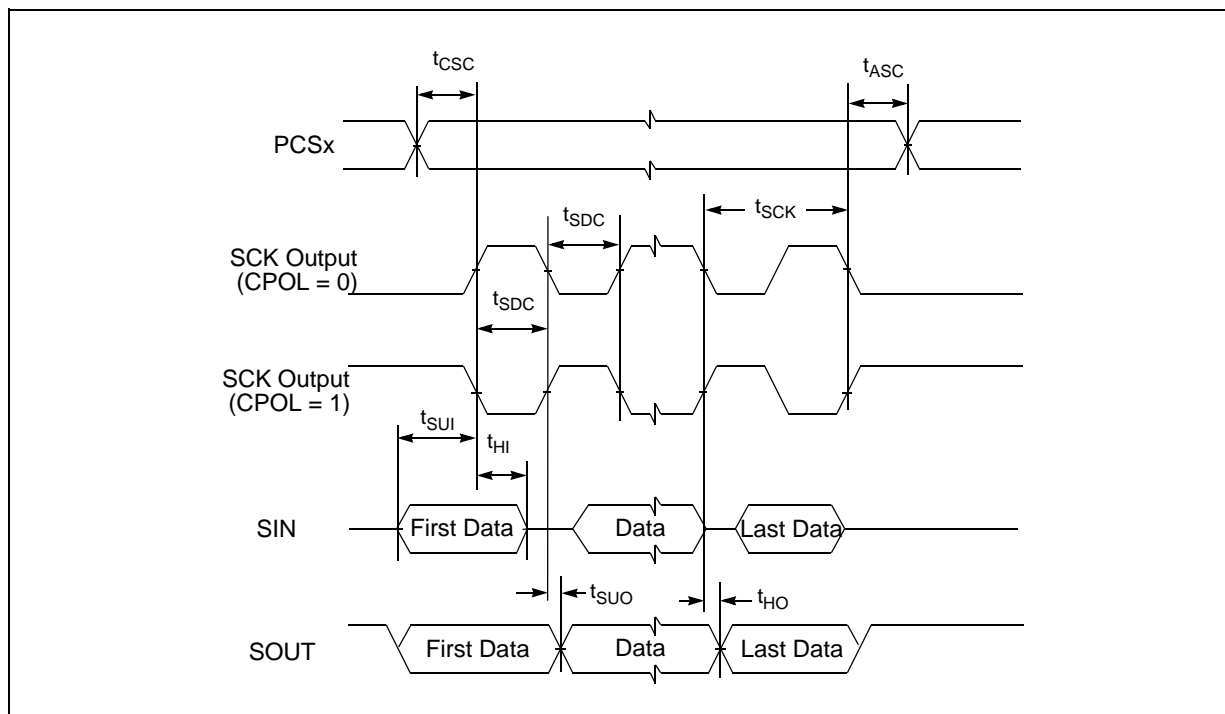 tCSC
tASC
PCSx
tSCK
tSDC
SCK Output
(CPOL = 0)
tSDC
SCK Output
(CPOL = 1)
tSUI
tHI
SIN
First Data
Data
Last Data
tSUO
tHO
SOUT
First Data
Data
Last Data